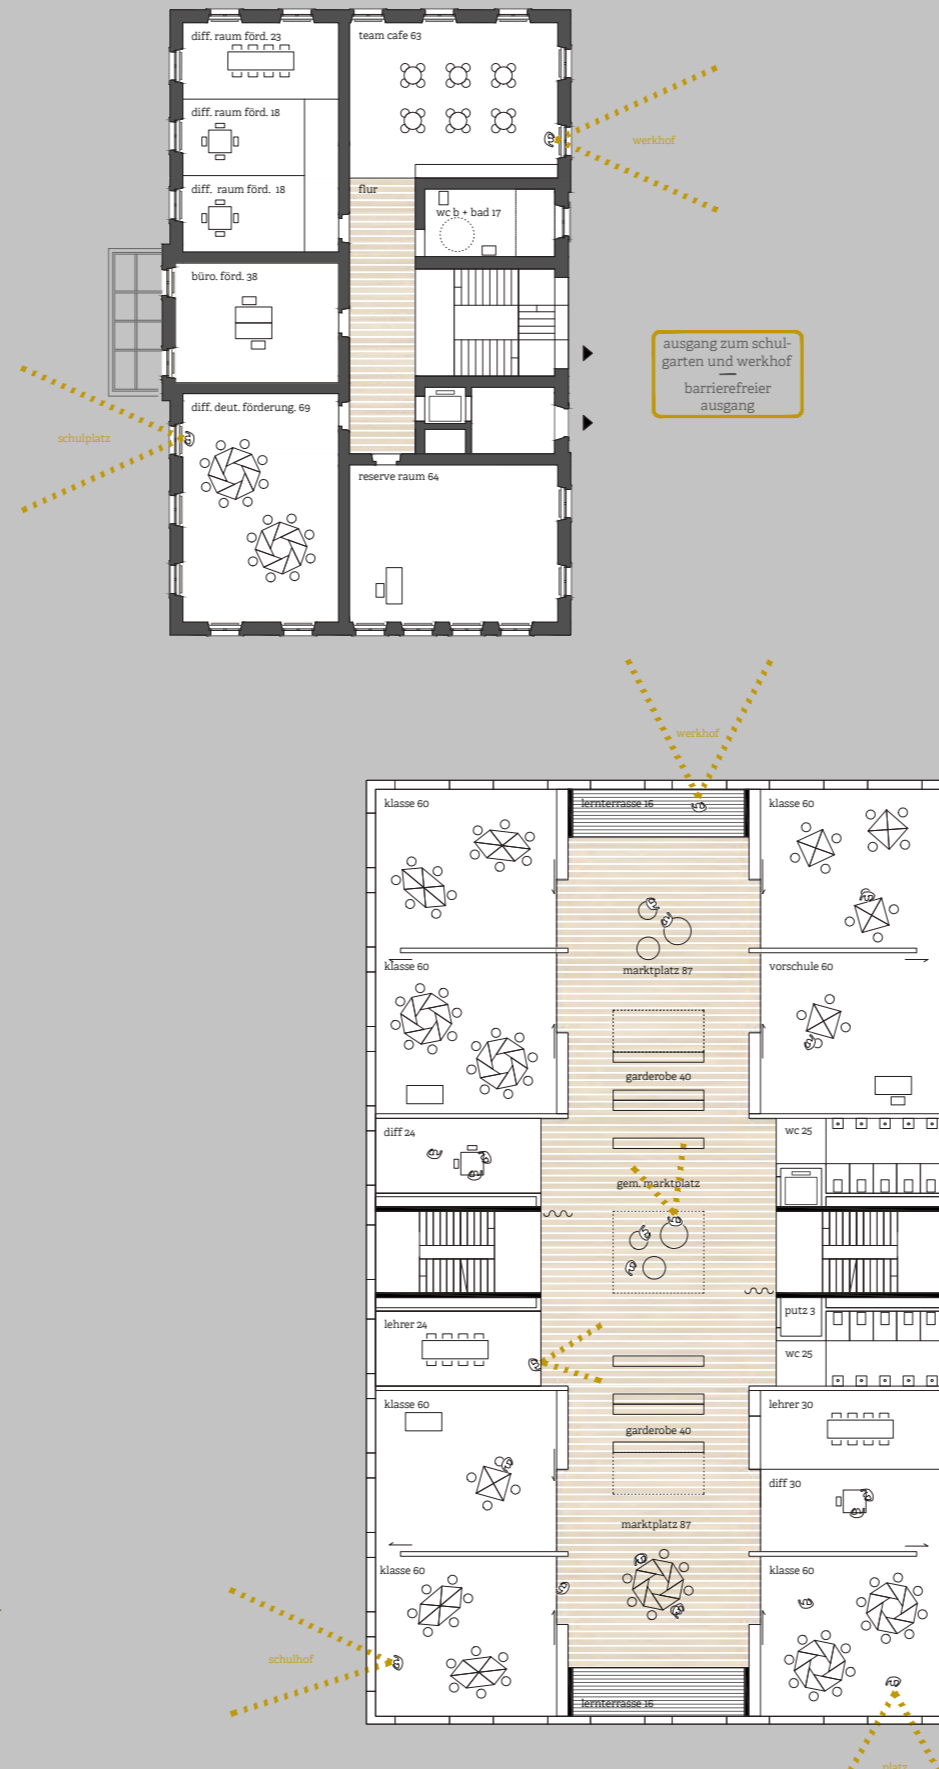 diff. raum förd. 23
team cafe 63
diff. raum förd. 18
werkhof
diff. raum förd. 18
flur
wc b + bad 17
büro. förd. 38
ausgang zum schul-
garten und werkhof
barrierefreier
ausgang
diff. deut. förderung. 69
schulplatz
reserve raum 64
werkhof
klasse 60
lernterrasse 16
klasse 60
klasse 60
marktplatz 87
vorschule 60
garderobe 40
diff 24
wc 25
gem. marktplatz
putz 3
lehrer 24
wc 25
klasse 60
lehrer 30
garderobe 40
diff 30
marktplatz 87
klasse 60
klasse 60
schulhof
lernterrasse 16
platz